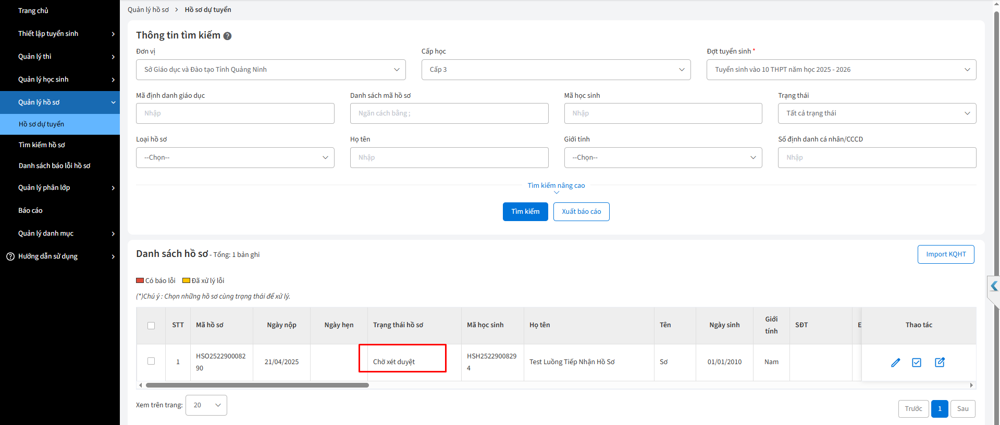 Trang chủ
Thiết lập tuyển sinh
Quản lý thi
Quản lý học sinh
Quản lý hồ sơ
Hồ sơ dự tuyển
Tìm kiếm hồ sơ
Danh sách báo lỗi hồ sơ
Quản lý phân lớp
Báo cáo
Quản lý danh mục
Hướng dẫn sử dụng
Quản lý hồ sơ > Hồ sơ dự tuyển
Thông tin tìm kiếm
Đơn vị Cấp học Đợt tuyển sinh *
Sở Giáo dục và Đào tạo Tỉnh Quảng Ninh Cấp 3 Tuyển sinh vào 10 THPT năm học 2025 - 2026
Mã định danh giáo dục Danh sách mã hồ sơ Mã học sinh Trạng thái
Nhập Ngăn cách bằng ; Nhập Tất cả trạng thái
Loại hồ sơ Họ tên Giới tính Số định danh cá nhân/CCCD
--Chọn-- Nhập --Chọn-- Nhập
Tìm kiếm nâng cao
Tìm kiếm Xuất báo cáo
Danh sách hồ sơ - Tổng: 1 bản ghi Import KQHT
Có báo lỗi Đã xử lý lỗi
(*)Chú ý : Chọn những hồ sơ cùng trạng thái để xử lý.
STT Mã hồ sơ Ngày nộp Ngày hẹn Trạng thái hồ sơ Mã học sinh Họ tên Tên Ngày sinh Giới tính SĐT E Thao tác
1 HSO252290008290 21/04/2025 Chờ xét duyệt HSH25229008294 Test Luồng Tiếp Nhận Hồ Sơ Sơ 01/01/2010 Nam
Xem trên trang: 20
Trước 1 Sau